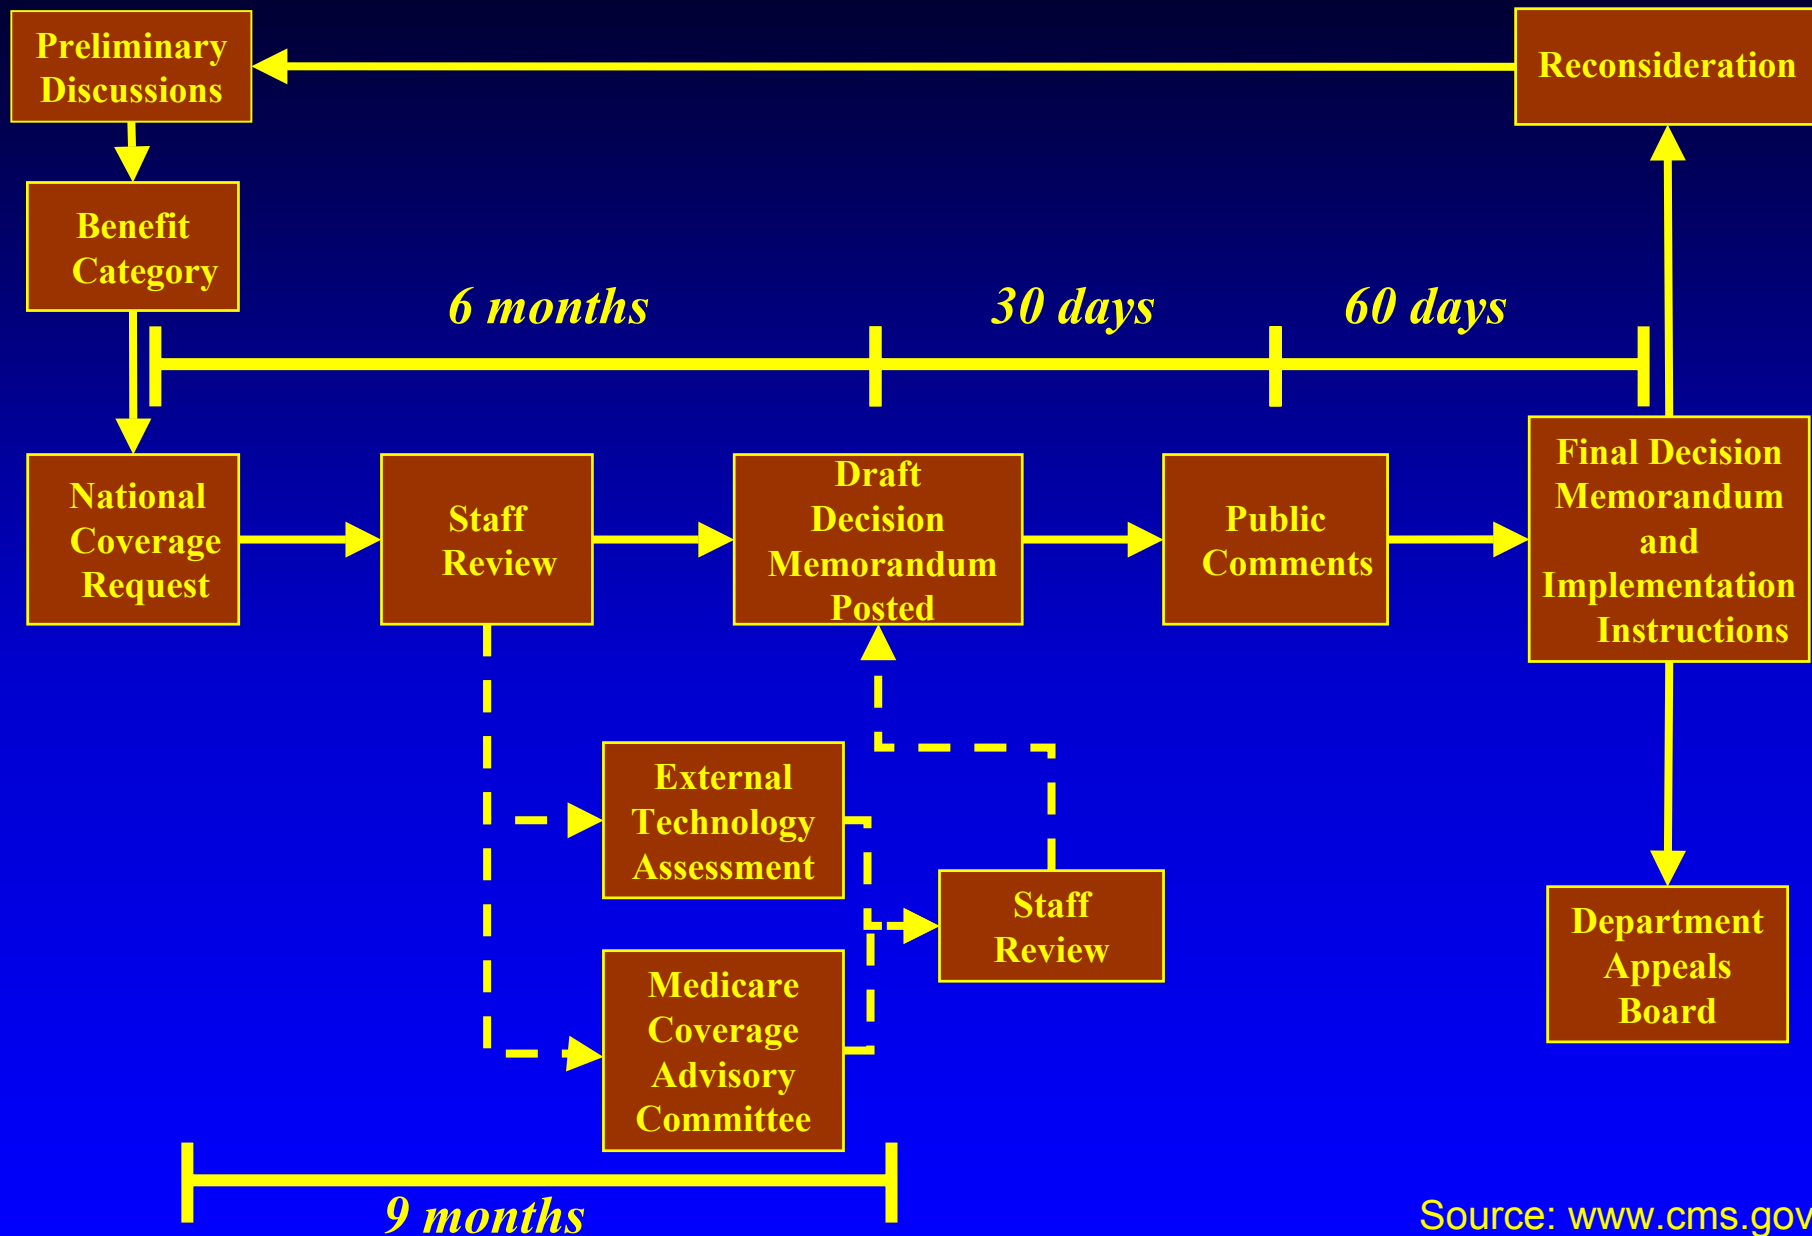 Preliminary
Discussions
Reconsideration
Benefit
Category
6 months
30 days
60 days
National
Coverage
Request
Staff
Review
Draft
Decision
Memorandum
Posted
Public
Comments
Final Decision
Memorandum
and
Implementation
Instructions
External
Technology
Assessment
Staff
Review
Medicare
Coverage
Advisory
Committee
Department
Appeals
Board
9 months
Source: www.cms.gov